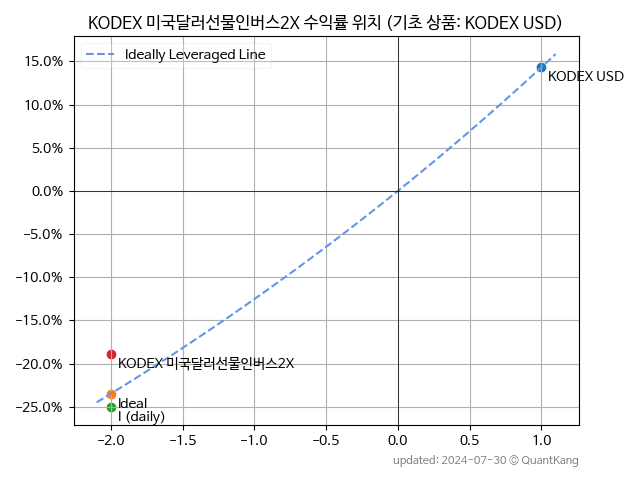 KODEX 미국달러선물인버스2X 수익률 위치 (기초 상품: KODEX USD)
Ideally Leveraged Line
15.0%
10.0%
5.0%
0.0%
−5.0%
−10.0%
−15.0%
−20.0%
−25.0%
KODEX USD
KODEX 미국달러선물인버스2X
Ideal
I (daily)
−2.0 −1.5 −1.0 −0.5 0.0 0.5 1.0
updated: 2024-07-30 © QuantKang